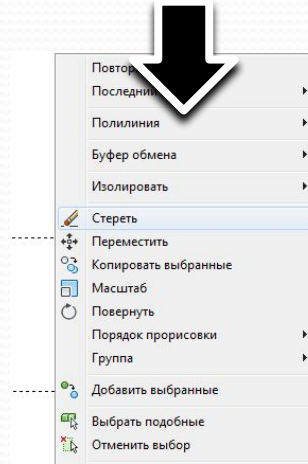 Последний
Полилиния
Буфер обмена
Изолировать
Стереть
Переместить
Копировать выбранные
Масштаб
Повернуть
Порядок прорисовки
Группа
Добавить выбранные
Выбрать подобные
Отменить выбор